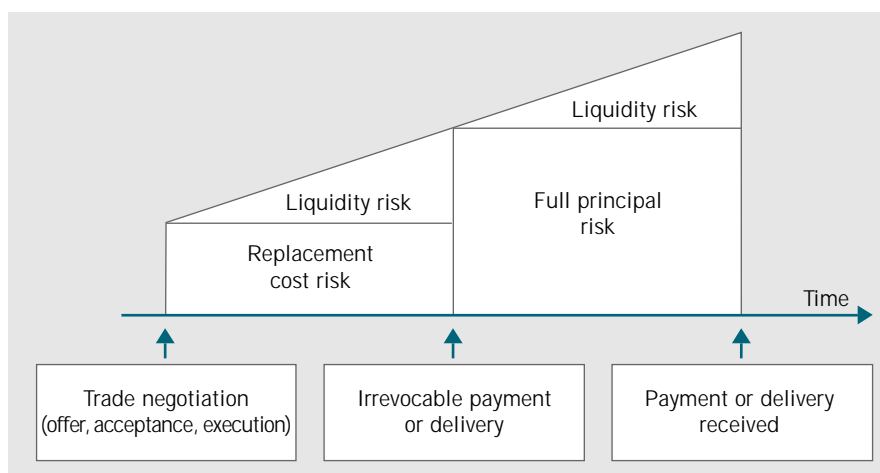 Liquidity risk
Full principal
risk
Liquidity risk
Replacement
cost risk
Time
Trade negotiation
(offer, acceptance, execution)
Irrevocable payment
or delivery
Payment or delivery
received